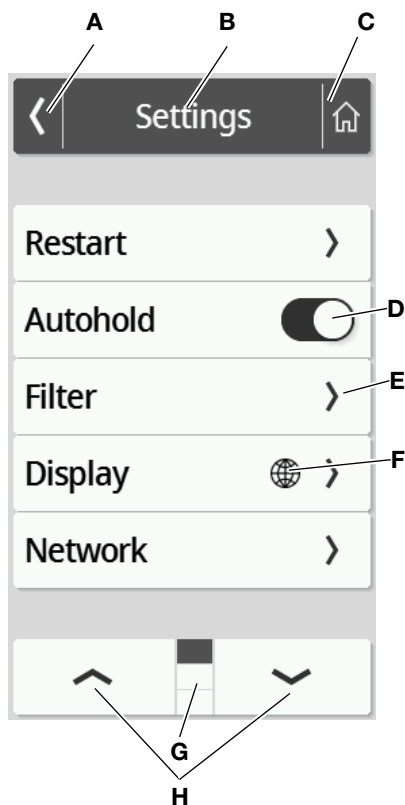 A B C
Settings
Restart
Autohold
D
Filter
E
Display
F
Network
G
H